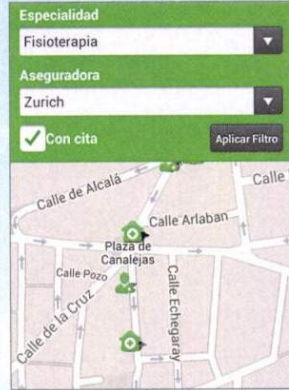 Especialidad
Fisioterapia
Aseguradora
Zurich
Con cita
Aplicar Filtro
Calle de Alcalá
Calle
Calle Arlaban
Plaza de
Canalejas
Calle Pozo
Calle de la Cruz
Calle Echegaray